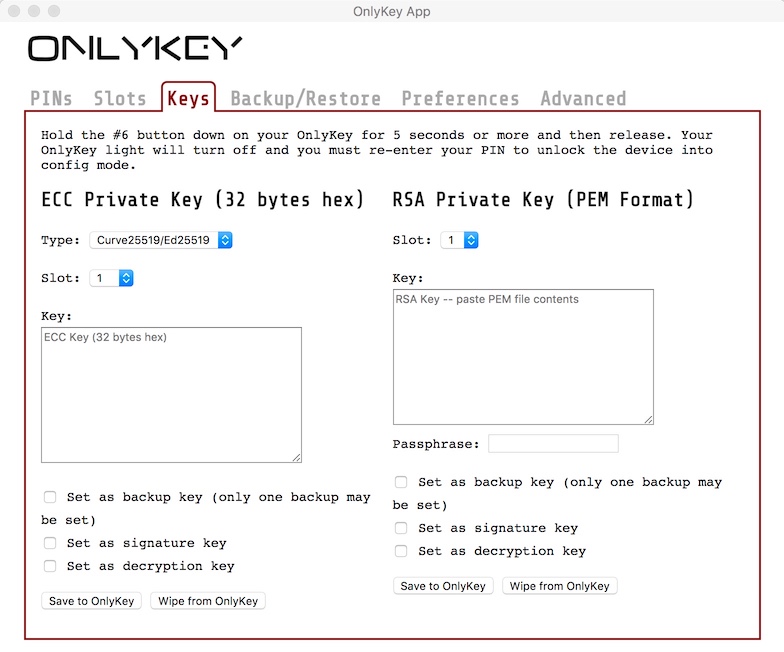 OnlyKey App
ONLYKEY
PINs Slots Keys Backup/Restore Preferences Advanced
Hold the #6 button down on your OnlyKey for 5 seconds or more and then release. Your
OnlyKey light will turn off and you must re-enter your PIN to unlock the device into
config mode.
ECC Private Key (32 bytes hex)
Type: Curve25519/Ed25519
Slot: 1
Key:
ECC Key (32 bytes hex)
Set as backup key (only one backup may
be set)
Set as signature key
Set as decryption key
Save to OnlyKey Wipe from OnlyKey
RSA Private Key (PEM Format)
Slot: 1
Key:
RSA Key -- paste PEM file contents
Passphrase:
Set as backup key (only one backup may
be set)
Set as signature key
Set as decryption key
Save to OnlyKey Wipe from OnlyKey